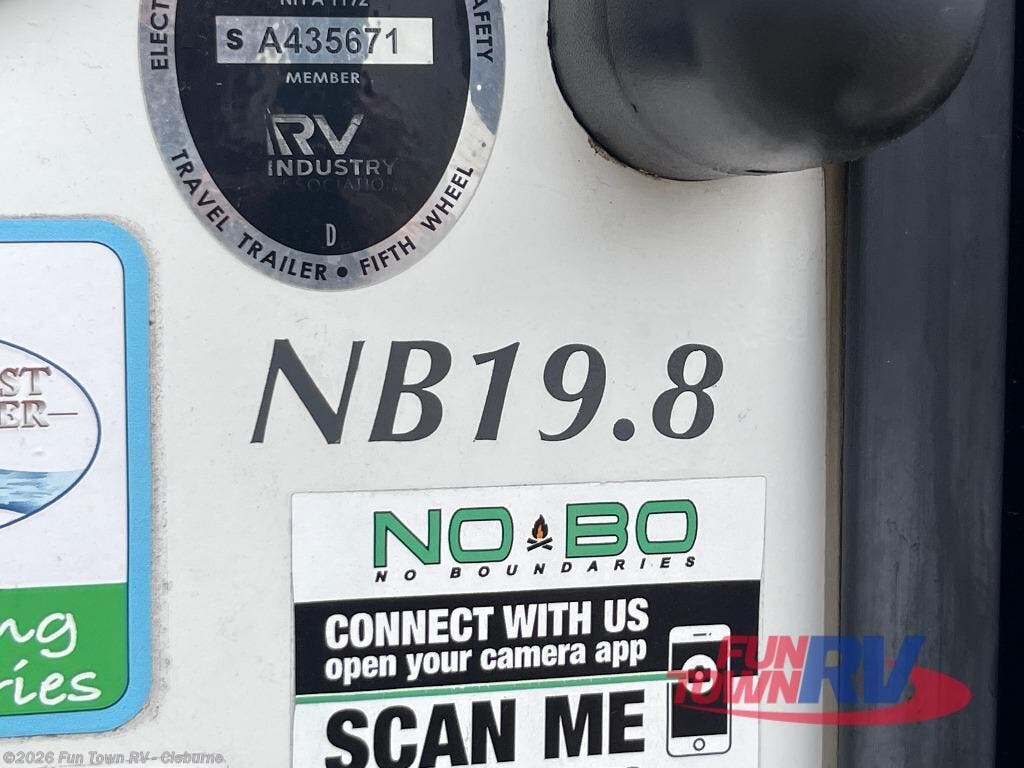 S A435671
MEMBER
RV
INDUSTRY
ASSOCIATIO
D
TRAVEL TRAILER • FIFTH WHEEL
NB19.8
NO BO
NO BOUNDARIES
CONNECT WITH US
open your camera app
SCAN ME
FUN
TOWN RV
©2026 Fun Town RV - Cleburne